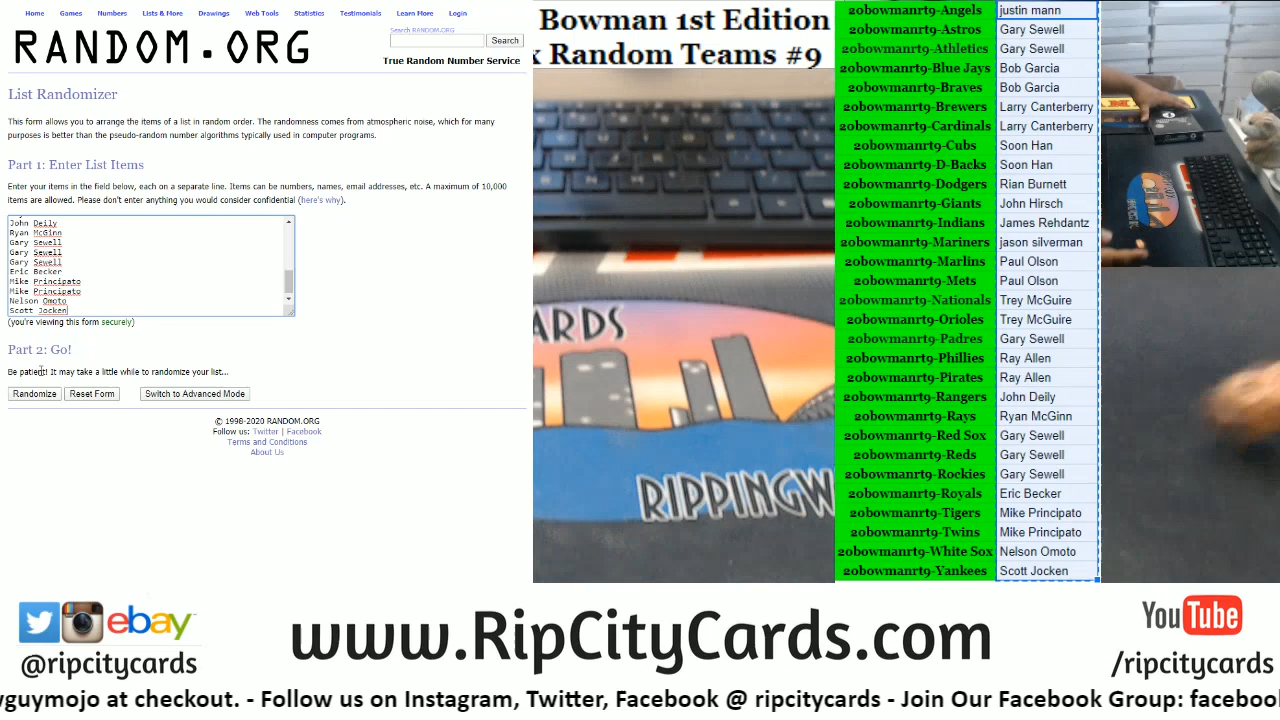 Home Games Numbers Lists & More Drawings Web Tools Statistics Testimonials Learn More Login
RANDOM.ORG
Search RANDOM.ORG
Search
True Random Number Service
List Randomizer
This form allows you to arrange the items of a list in random order. The randomness comes from atmospheric noise, which for many
purposes is better than the pseudo-random number algorithms typically used in computer programs.
Part 1: Enter List Items
Enter your items in the field below, each on a separate line. Items can be numbers, names, email addresses, etc. A maximum of 10,000
items are allowed. Please don't enter anything you would consider confidential (here's why).
John Deily
Ryan McGinn
Gary Sewell
Gary Sewell
Gary Sewell
Eric Becker
Mike Principato
Mike Principato
Nelson Omoto
Scott Jocken
(you're viewing this form securely)
Part 2: Go!
Be patient! It may take a little while to randomize your list...
Randomize Reset Form Switch to Advanced Mode
© 1998-2020 RANDOM.ORG
Follow us: Twitter | Facebook
Terms and Conditions
About Us
Bowman 1st Edition
x Random Teams #9
ARDS
RIPPINGW
20bowmanrt9-Angels justin mann
20bowmanrt9-Astros Gary Sewell
20bowmanrt9-Athletics Gary Sewell
20bowmanrt9-Blue Jays Bob Garcia
20bowmanrt9-Braves Bob Garcia
20bowmanrt9-Brewers Larry Canterberry
20bowmanrt9-Cardinals Larry Canterberry
20bowmanrt9-Cubs Soon Han
20bowmanrt9-D-Backs Soon Han
20bowmanrt9-Dodgers Rian Burnett
20bowmanrt9-Giants John Hirsch
20bowmanrt9-Indians James Rehdantz
20bowmanrt9-Mariners jason silverman
20bowmanrt9-Marlins Paul Olson
20bowmanrt9-Mets Paul Olson
20bowmanrt9-Nationals Trey McGuire
20bowmanrt9-Orioles Trey McGuire
20bowmanrt9-Padres Gary Sewell
20bowmanrt9-Phillies Ray Allen
20bowmanrt9-Pirates Ray Allen
20bowmanrt9-Rangers John Deily
20bowmanrt9-Rays Ryan McGinn
20bowmanrt9-Red Sox Gary Sewell
20bowmanrt9-Reds Gary Sewell
20bowmanrt9-Rockies Gary Sewell
20bowmanrt9-Royals Eric Becker
20bowmanrt9-Tigers Mike Principato
20bowmanrt9-Twins Mike Principato
20bowmanrt9-White Sox Nelson Omoto
20bowmanrt9-Yankees Scott Jocken
ebay
@ripcitycards
www.RipCityCards.com
YouTube
/ripcitycards
wguymojo at checkout. - Follow us on Instagram, Twitter, Facebook @ ripcitycards - Join Our Facebook Group: facebook